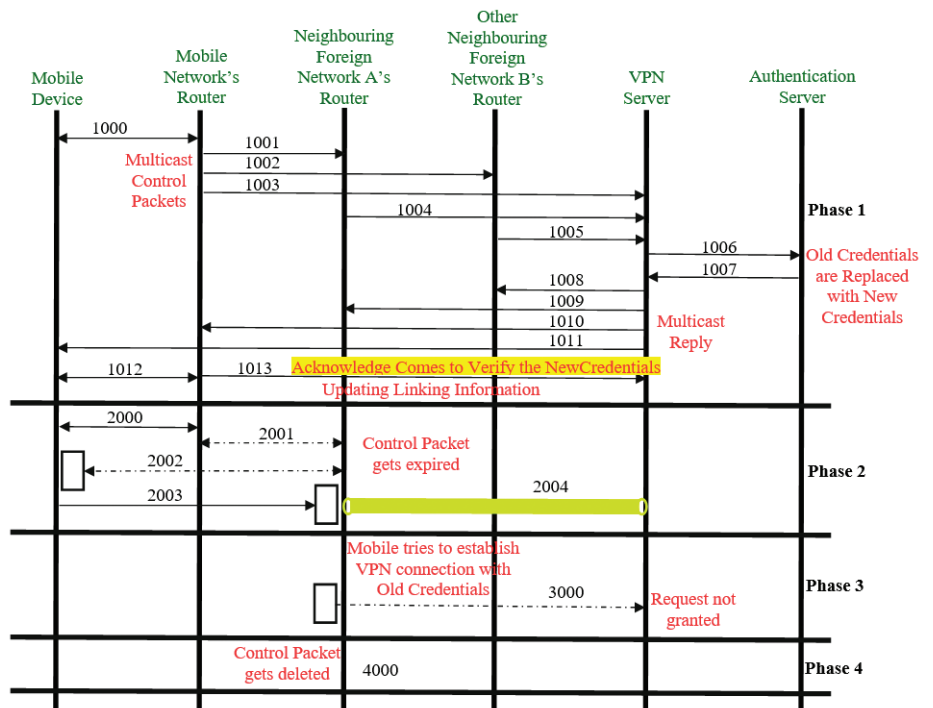 Mobile
Device
Mobile
Network's
Router
Neighbouring
Foreign
Network A's
Router
Other
Neighbouring
Foreign
Network B's
Router
VPN
Server
Authentication
Server
1000
1001
1002
1003
Multicast
Control
Packets
1004
1005
Phase 1
1006
1007
Old Credentials
are Replaced
with New
Credentials
1008
1009
1010
1011
Multicast
Reply
1012
1013
Acknowledge Comes to Verify the NewCredentials
Updating Linking Information
2000
2001
Control Packet
gets expired
2002
2003
2004
Phase 2
Mobile tries to establish
VPN connection with
Old Credentials
3000
Request not
granted
Phase 3
Control Packet
gets deleted
4000
Phase 4